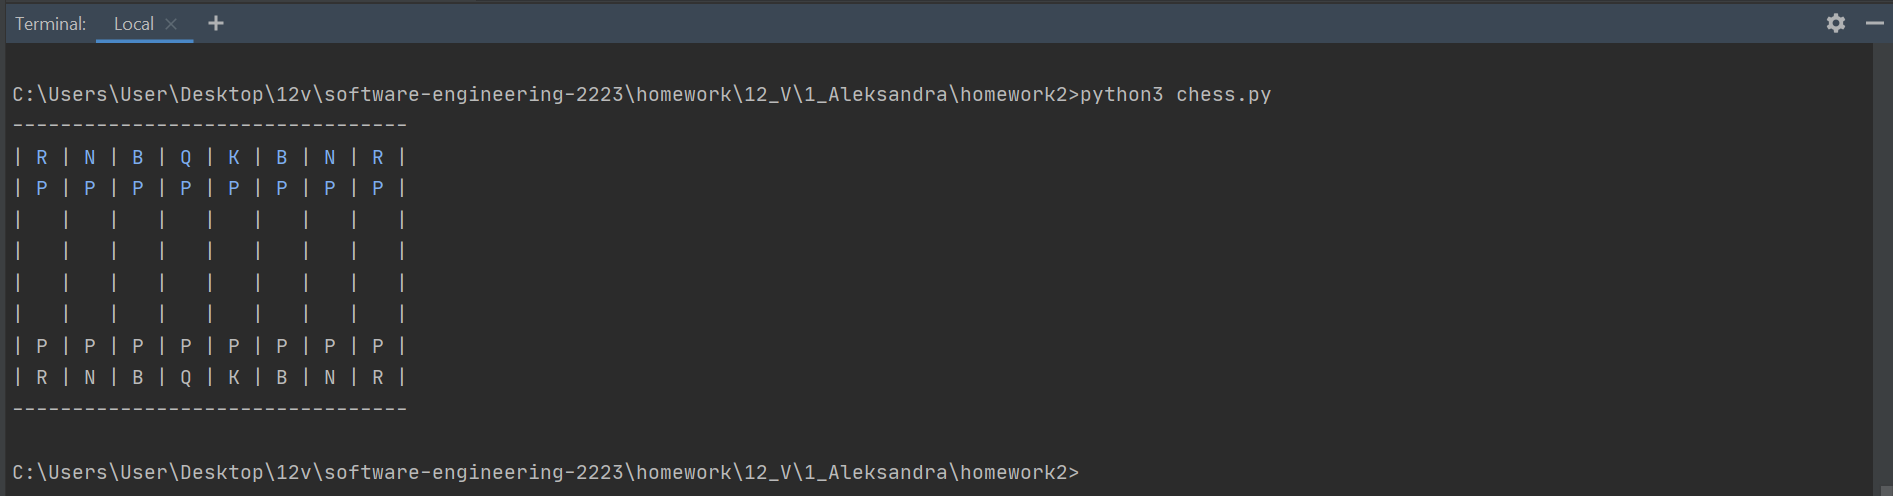 Terminal: Local × +
C:\Users\User\Desktop\12v\software-engineering-2223\homework\12_V\1_Aleksandra\homework2>python3 chess.py
---------------------------------
| R | N | B | Q | K | B | N | R |
| P | P | P | P | P | P | P | P |
|   |   |   |   |   |   |   |   |
|   |   |   |   |   |   |   |   |
|   |   |   |   |   |   |   |   |
|   |   |   |   |   |   |   |   |
| P | P | P | P | P | P | P | P |
| R | N | B | Q | K | B | N | R |
---------------------------------
C:\Users\User\Desktop\12v\software-engineering-2223\homework\12_V\1_Aleksandra\homework2>